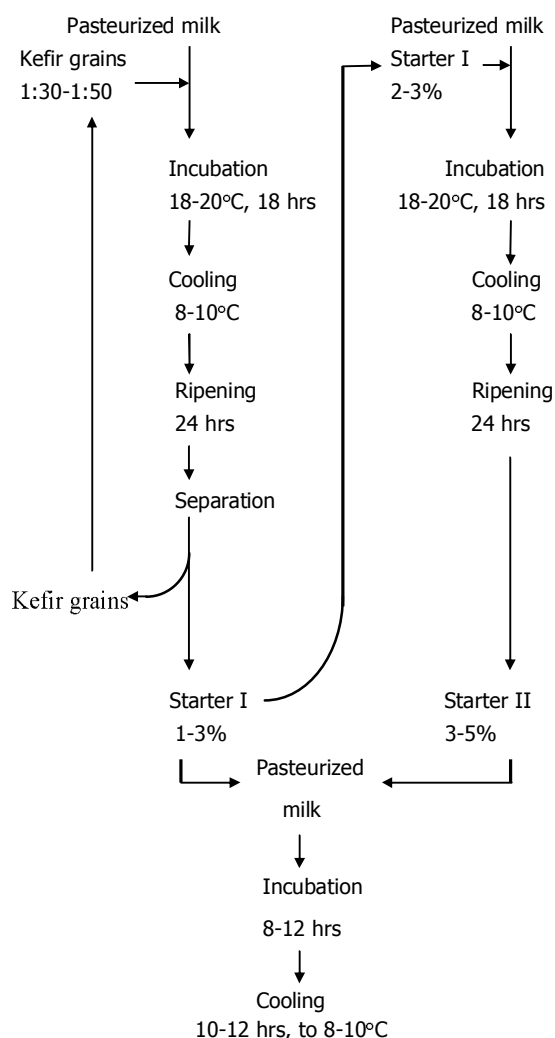 Pasteurized milk
Kefir grains
1:30-1:50
Incubation
18-20°C, 18 hrs
Cooling
8-10°C
Ripening
24 hrs
Separation
Kefir grains
Starter I
1-3%
Pasteurized milk
Starter I
2-3%
Incubation
18-20°C, 18 hrs
Cooling
8-10°C
Ripening
24 hrs
Starter II
3-5%
Pasteurized
milk
Incubation
8-12 hrs
Cooling
10-12 hrs, to 8-10°C